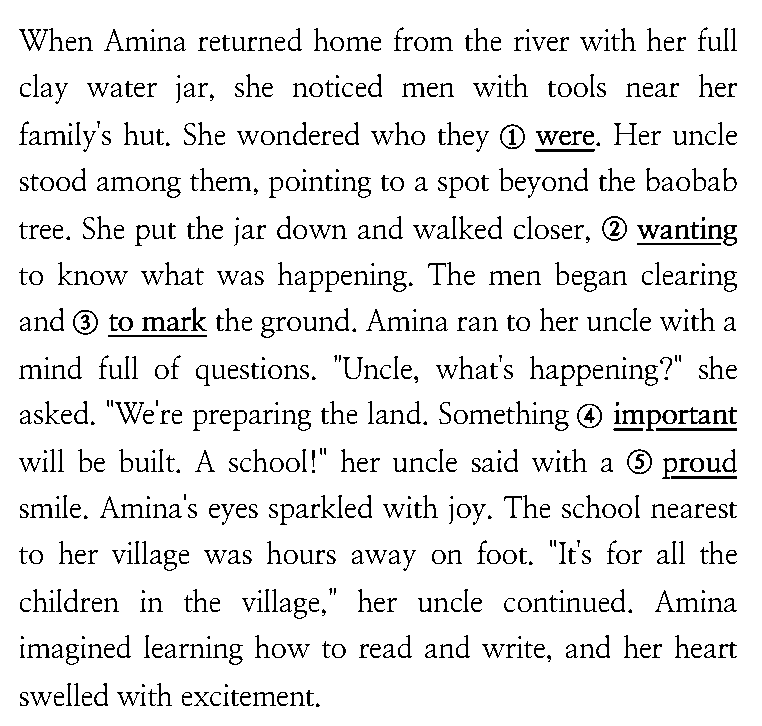 When Amina returned home from the river with her full
clay water jar, she noticed men with tools near her
family's hut. She wondered who they ① were. Her uncle
stood among them, pointing to a spot beyond the baobab
tree. She put the jar down and walked closer, ② wanting
to know what was happening. The men began clearing
and ③ to mark the ground. Amina ran to her uncle with a
mind full of questions. "Uncle, what's happening?" she
asked. "We're preparing the land. Something ④ important
will be built. A school!" her uncle said with a ⑤ proud
smile. Amina's eyes sparkled with joy. The school nearest
to her village was hours away on foot. "It's for all the
children in the village," her uncle continued. Amina
imagined learning how to read and write, and her heart
swelled with excitement.